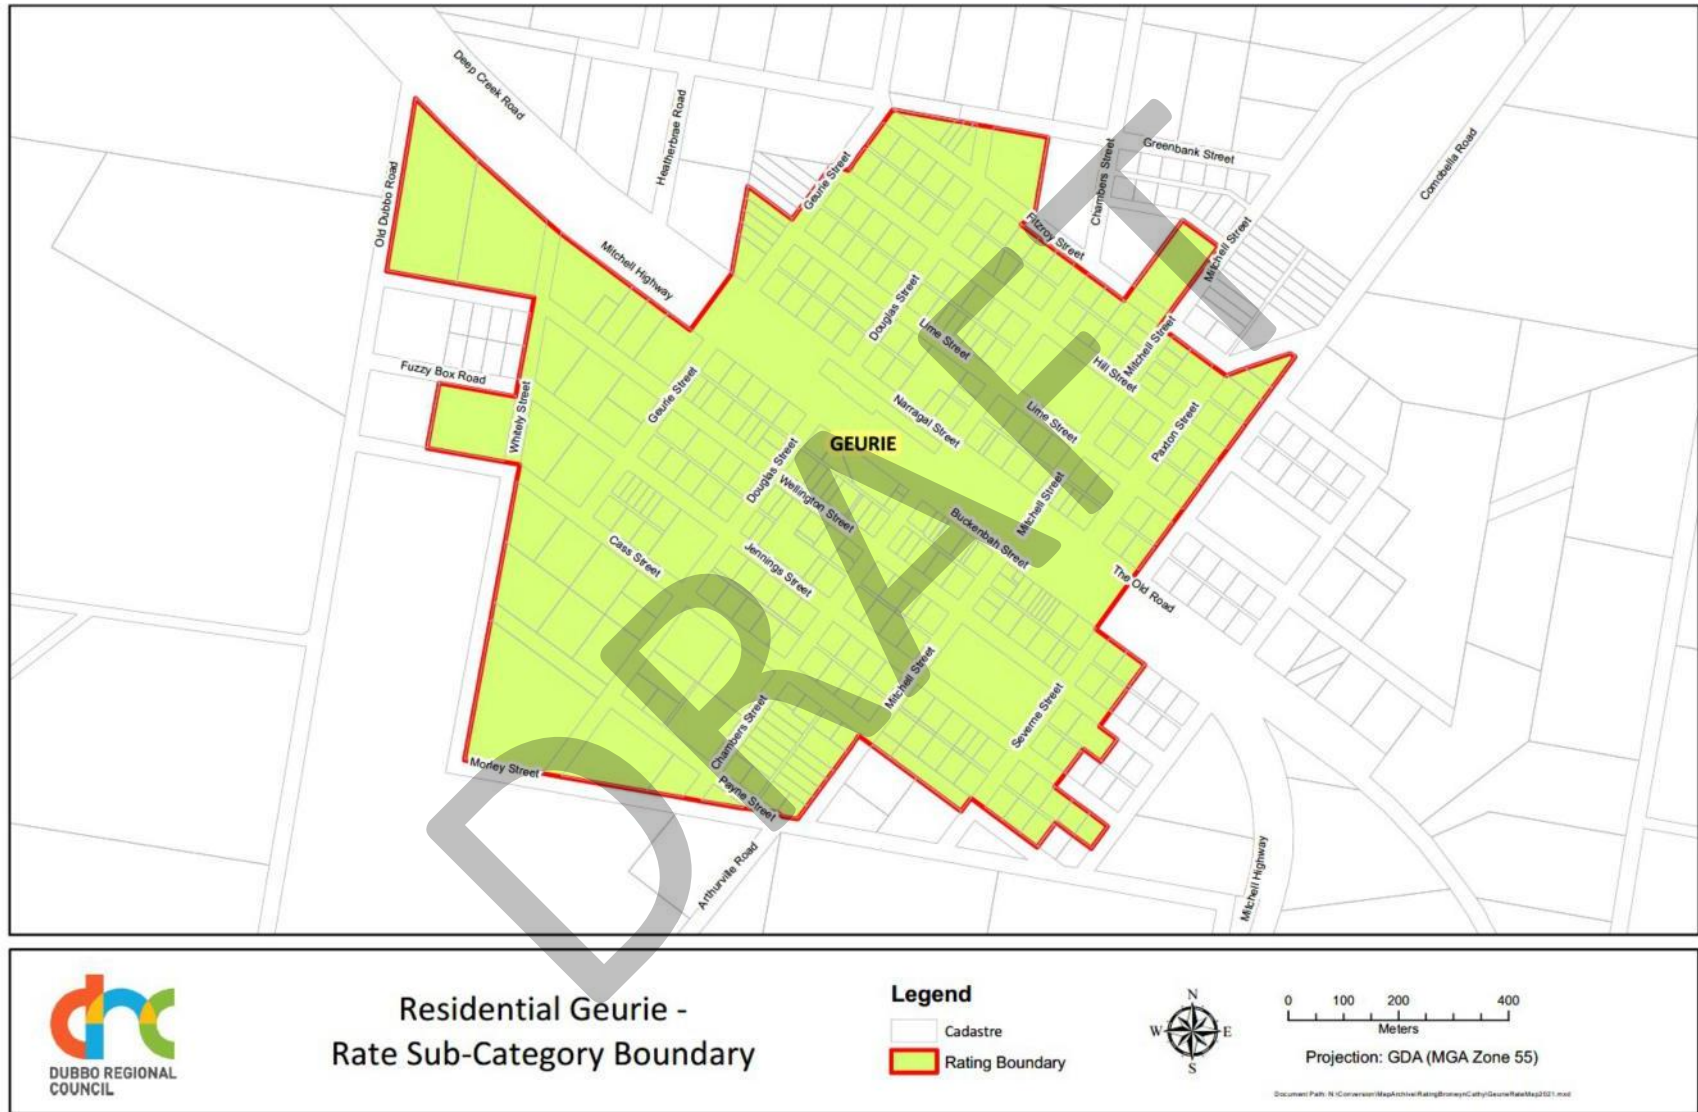 Deep Creek Road
Heatherbrae Road
Old Dubbo Road
Geurie Street
Chambers Street
Greenbank Street
Comobella Road
Mitchell Highway
Fitzroy Street
Mitchell Street
Douglas Street
Lime Street
Mitchell Street
Hill Street
Fuzzy Box Road
Whitely Street
Geurie Street
Narragal Street
Lime Street
Paxton Street
GEURIE
Douglas Street
Wellington Street
Mitchell Street
Buckenbah Street
Cass Street
Jennings Street
The Old Road
Mitchell Street
Severne Street
Chambers Street
Morley Street
Payne Street
Arthurville Road
Mitchell Highway
DRAFT
DUBBO REGIONAL
COUNCIL
Residential Geurie -
Rate Sub-Category Boundary
Legend
Cadastre
Rating Boundary
N
W E
S
0 100 200 400
Meters
Projection: GDA (MGA Zone 55)